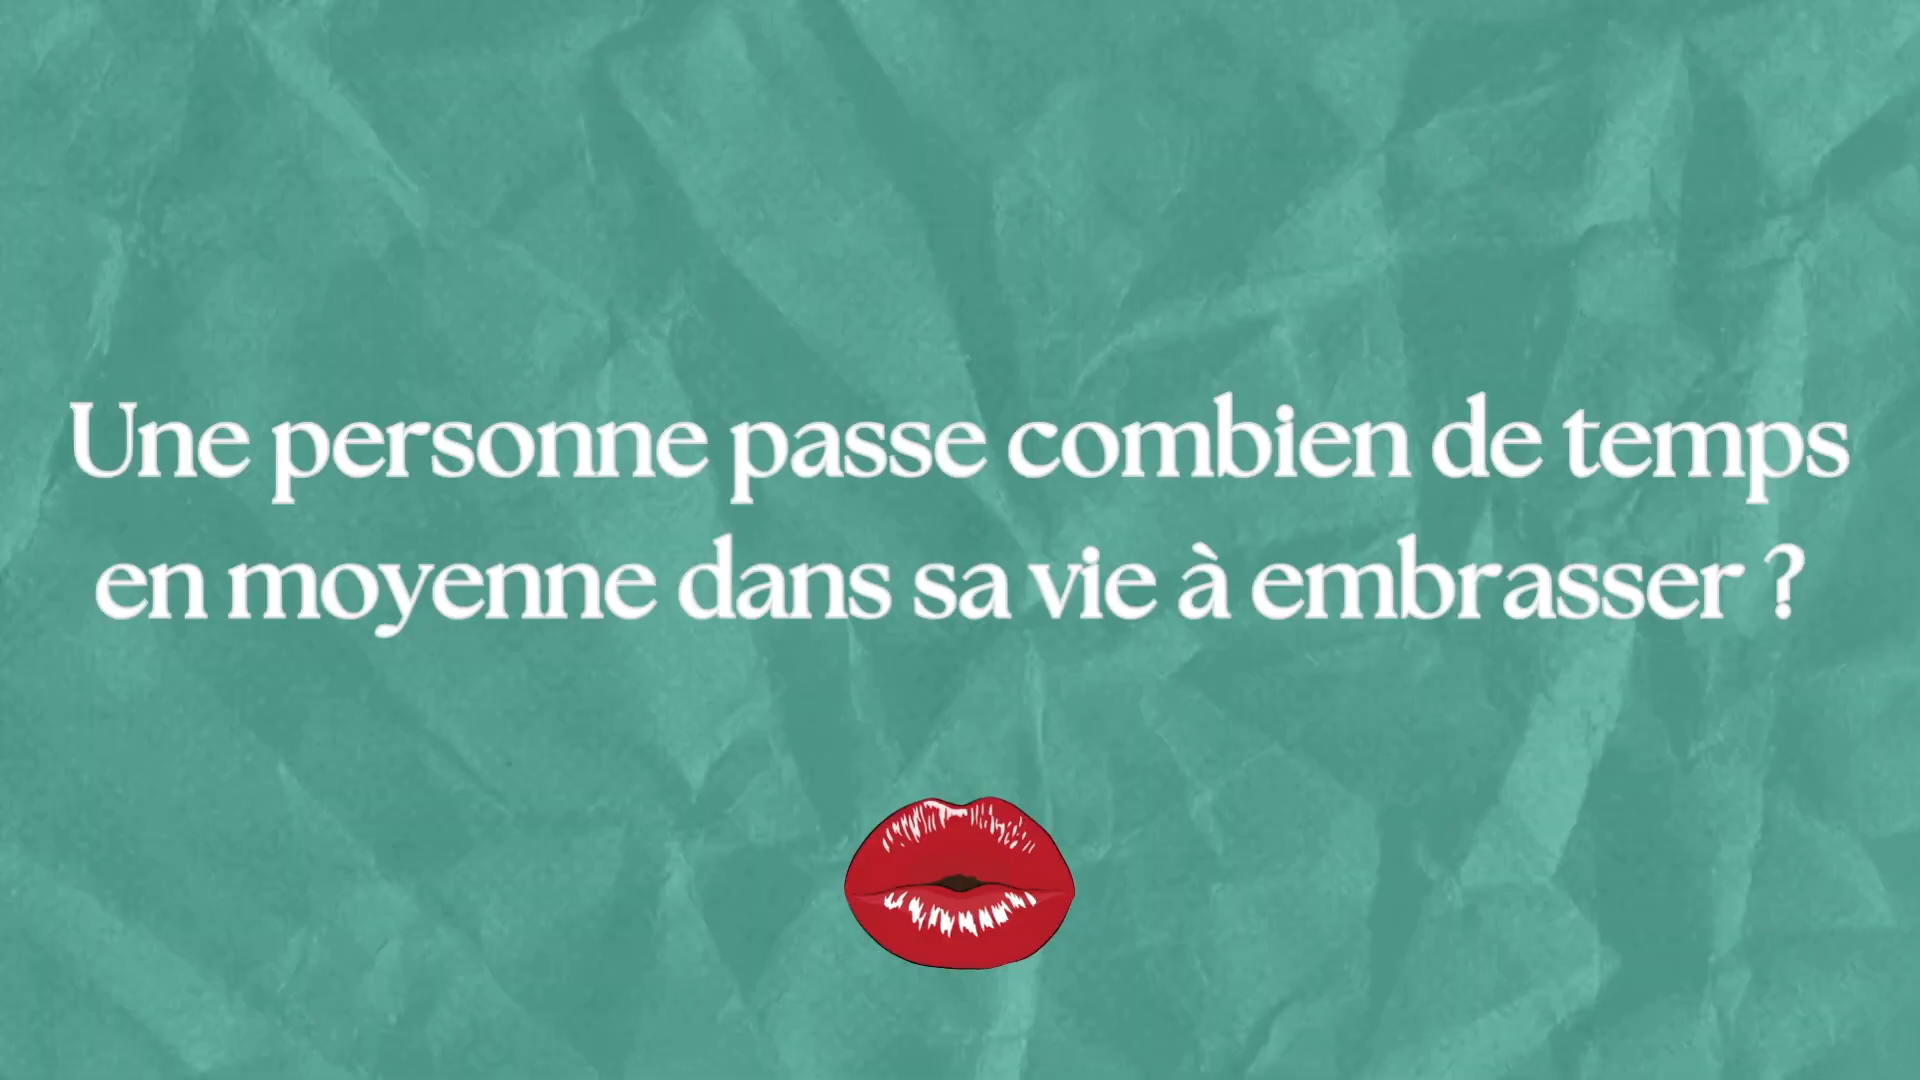 Une personne passe combien de temps
en moyenne dans sa vie à embrasser ?